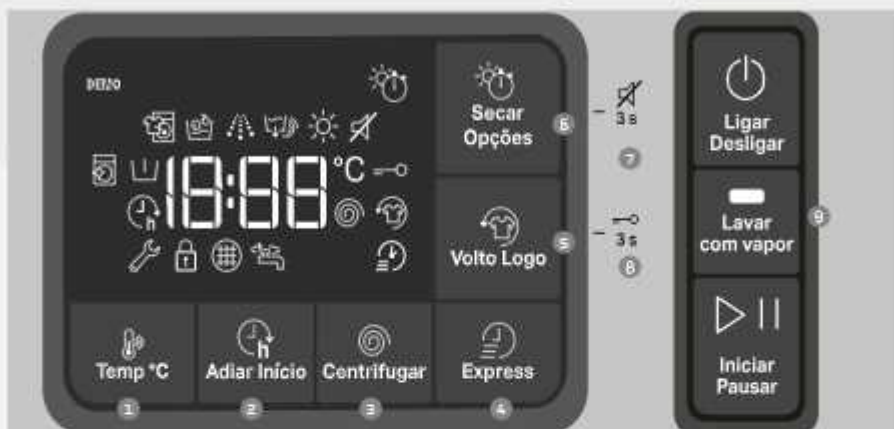 DEMO
18:88 °C
h
Secar
Opções
6
3 s
7
Volto Logo
5
3 s
8
Temp °C
1
h
Adiar Início
2
Centrifugar
3
Express
4
Ligar
Desligar
Lavar
com vapor
9
Iniciar
Pausar